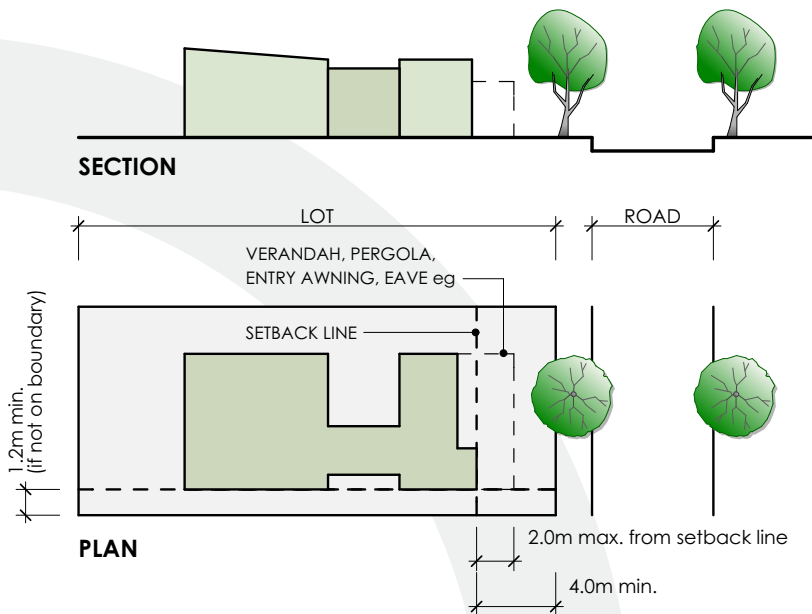 SECTION
LOT
ROAD
VERANDAH, PERGOLA,
ENTRY AWNING, EAVE eg
SETBACK LINE
1.2m min.
(if not on boundary)
PLAN
2.0m max. from setback line
4.0m min.